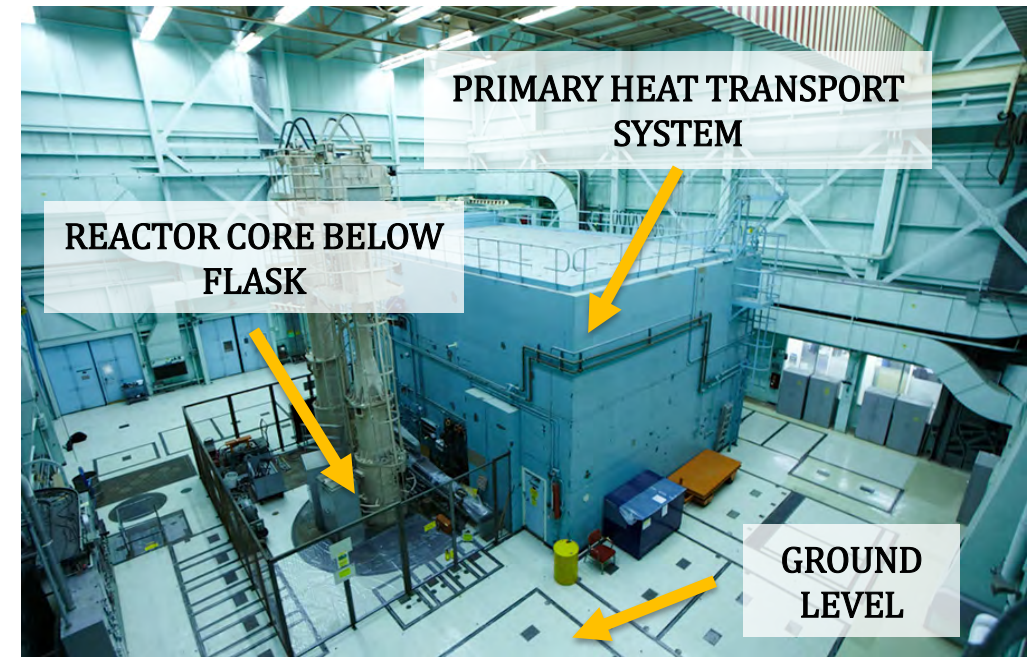 PRIMARY HEAT TRANSPORT
SYSTEM
REACTOR CORE BELOW
FLASK
GROUND
LEVEL